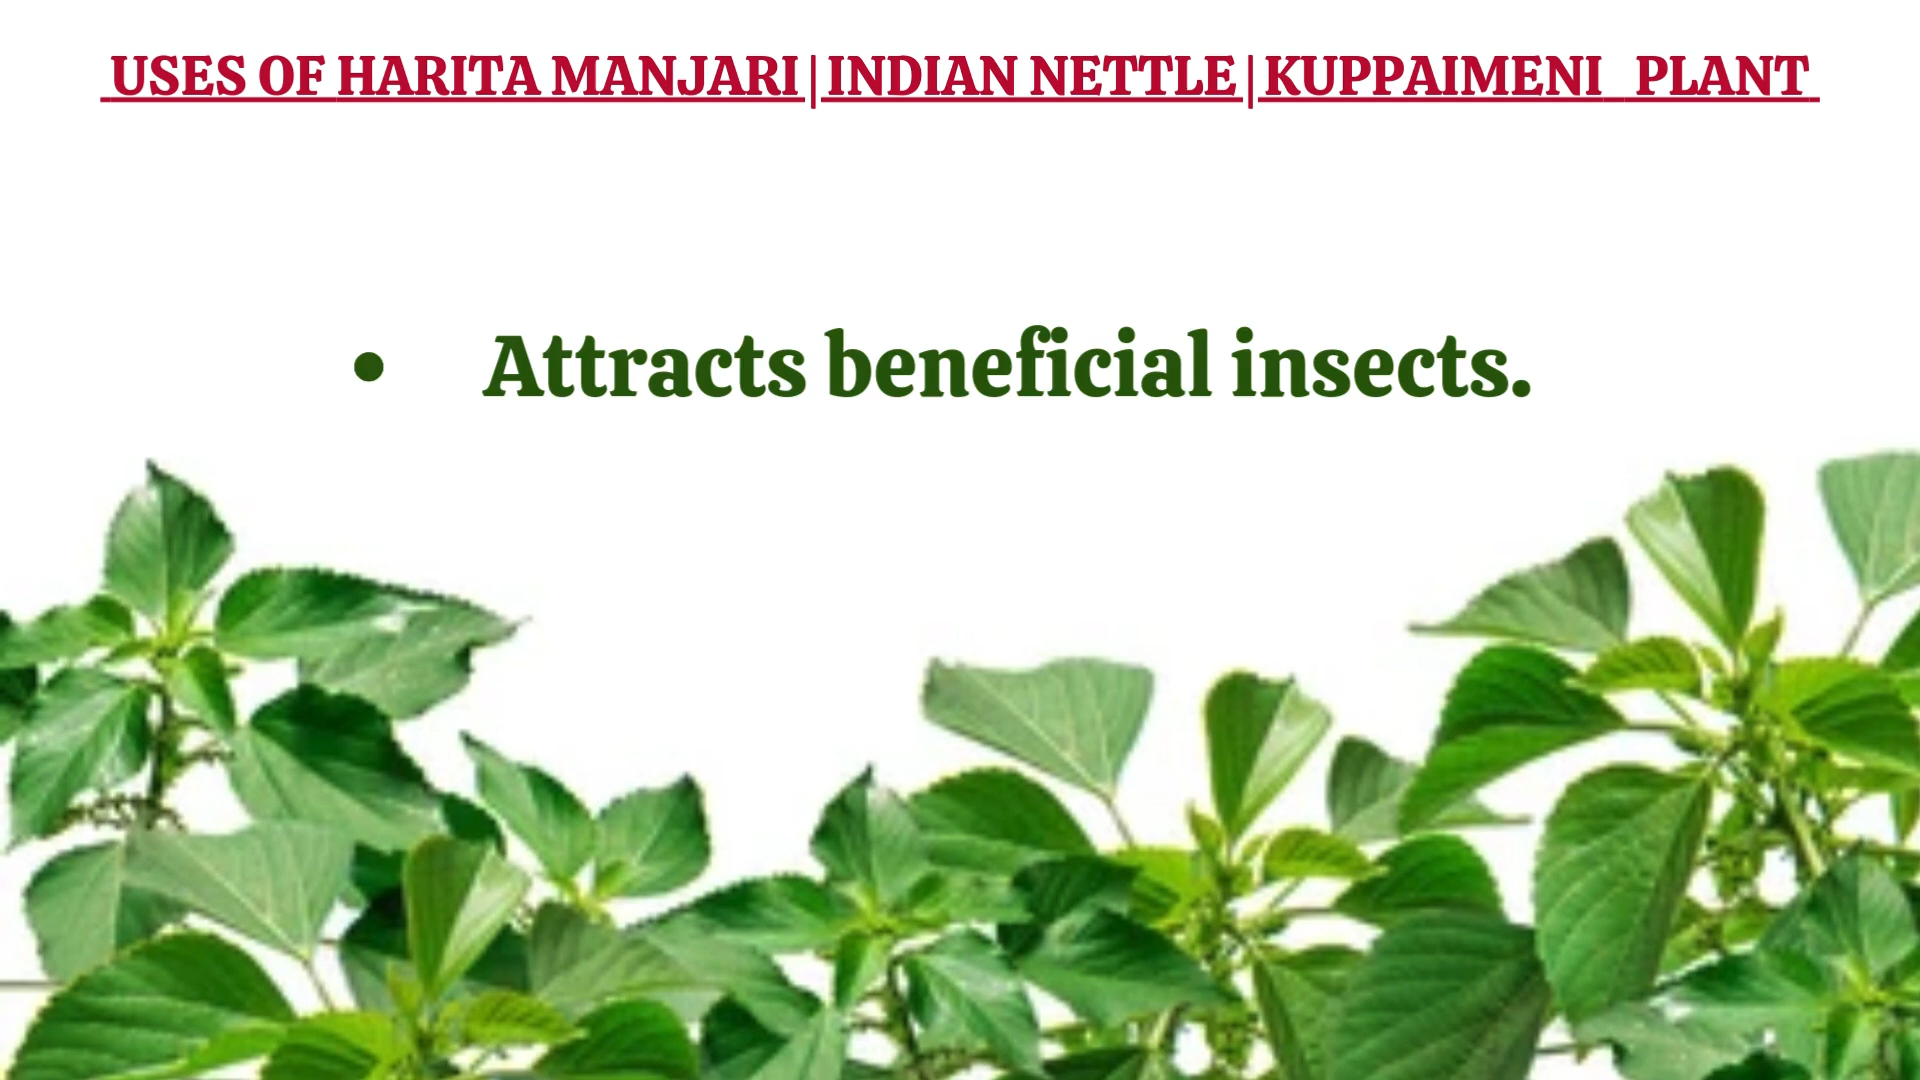 USES OF HARITA MANJARI|INDIAN NETTLE|KUPPAIMENI PLANT
• Attracts beneficial insects.